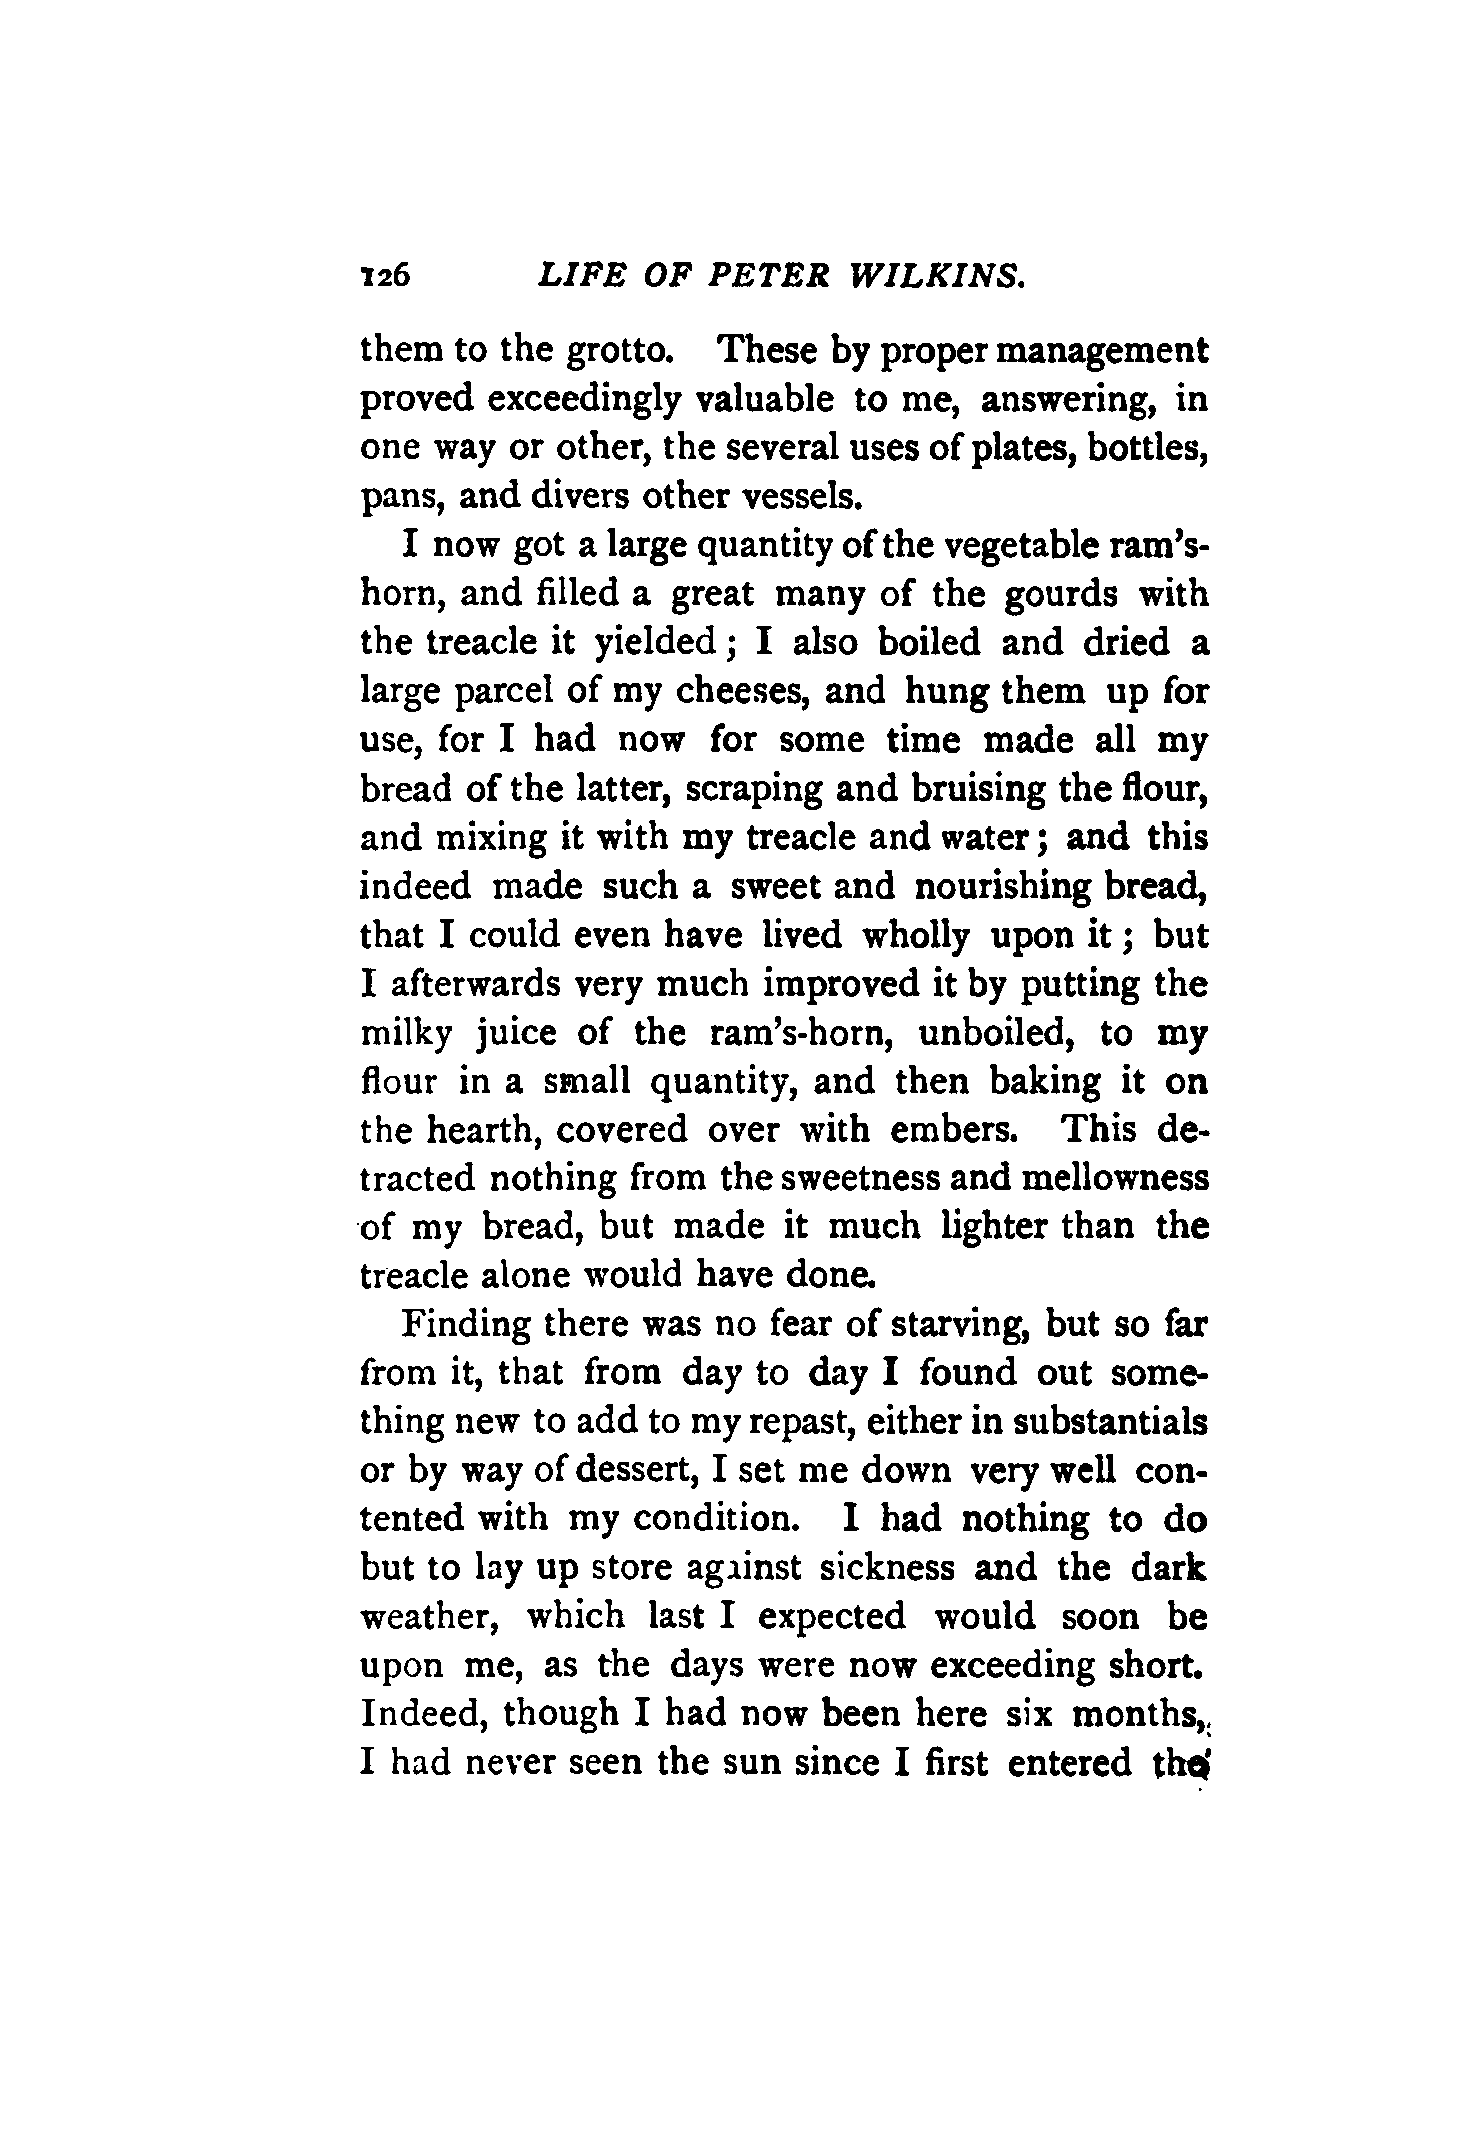 126 LIFE OF PETER WILKINS.
them to the grotto. These by proper management
proved exceedingly valuable to me, answering, in
one way or other, the several uses of plates, bottles,
pans, and divers other vessels.
I now got a large quantity of the vegetable ram's-
horn, and filled a great many of the gourds with
the treacle it yielded; I also boiled and dried a
large parcel of my cheeses, and hung them up for
use, for I had now for some time made all my
bread of the latter, scraping and bruising the flour,
and mixing it with my treacle and water; and this
indeed made such a sweet and nourishing bread,
that I could even have lived wholly upon it; but
I afterwards very much improved it by putting the
milky juice of the ram's-horn, unboiled, to my
flour in a small quantity, and then baking it on
the hearth, covered over with embers. This de-
tracted nothing from the sweetness and mellowness
of my bread, but made it much lighter than the
treacle alone would have done.
Finding there was no fear of starving, but so far
from it, that from day to day I found out some-
thing new to add to my repast, either in substantials
or by way of dessert, I set me down very well con-
tented with my condition. I had nothing to do
but to lay up store against sickness and the dark
weather, which last I expected would soon be
upon me, as the days were now exceeding short.
Indeed, though I had now been here six months,
I had never seen the sun since I first entered the